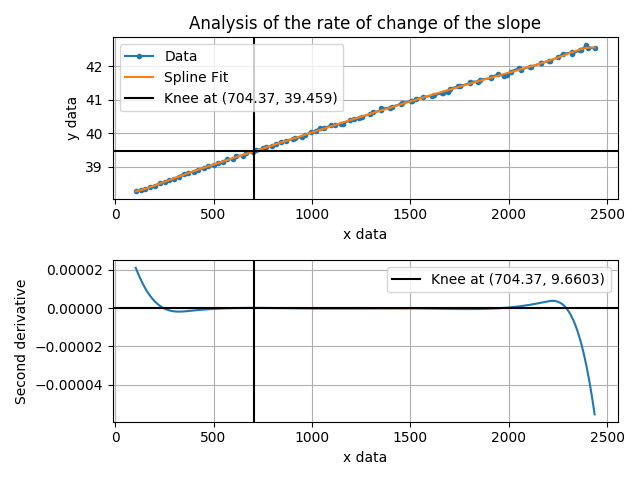 Analysis of the rate of change of the slope
Data
Spline Fit
Knee at (704.37, 39.459)
y data
42
41
40
39
0 500 1000 1500 2000 2500
x data
Knee at (704.37, 9.6603)
Second derivative
0.00002
0.00000
−0.00002
−0.00004
0 500 1000 1500 2000 2500
x data